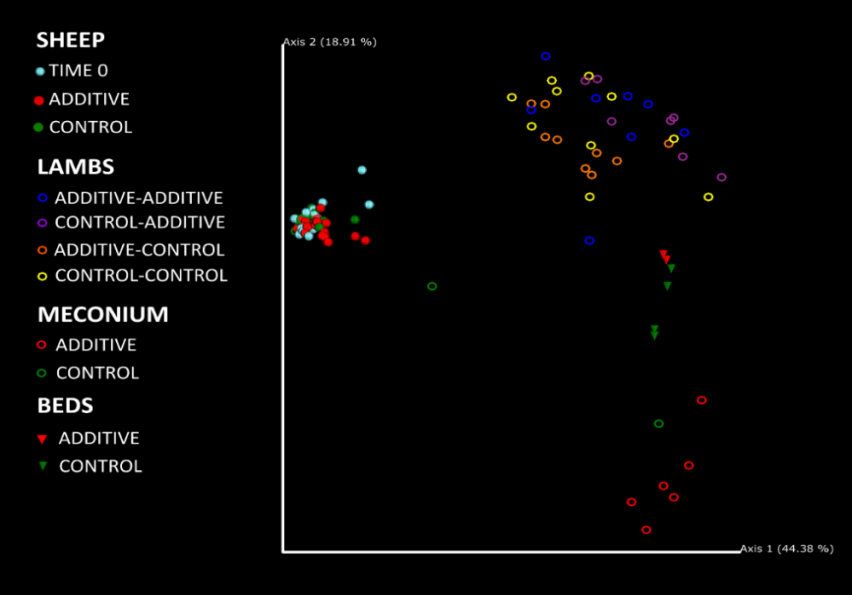 SHEEP
TIME 0
ADDITIVE
CONTROL
LAMBS
ADDITIVE-ADDITIVE
CONTROL-ADDITIVE
ADDITIVE-CONTROL
CONTROL-CONTROL
MECONIUM
ADDITIVE
CONTROL
BEDS
ADDITIVE
CONTROL
Axis 2 (18.91 %)
Axis 1 (44.38 %)